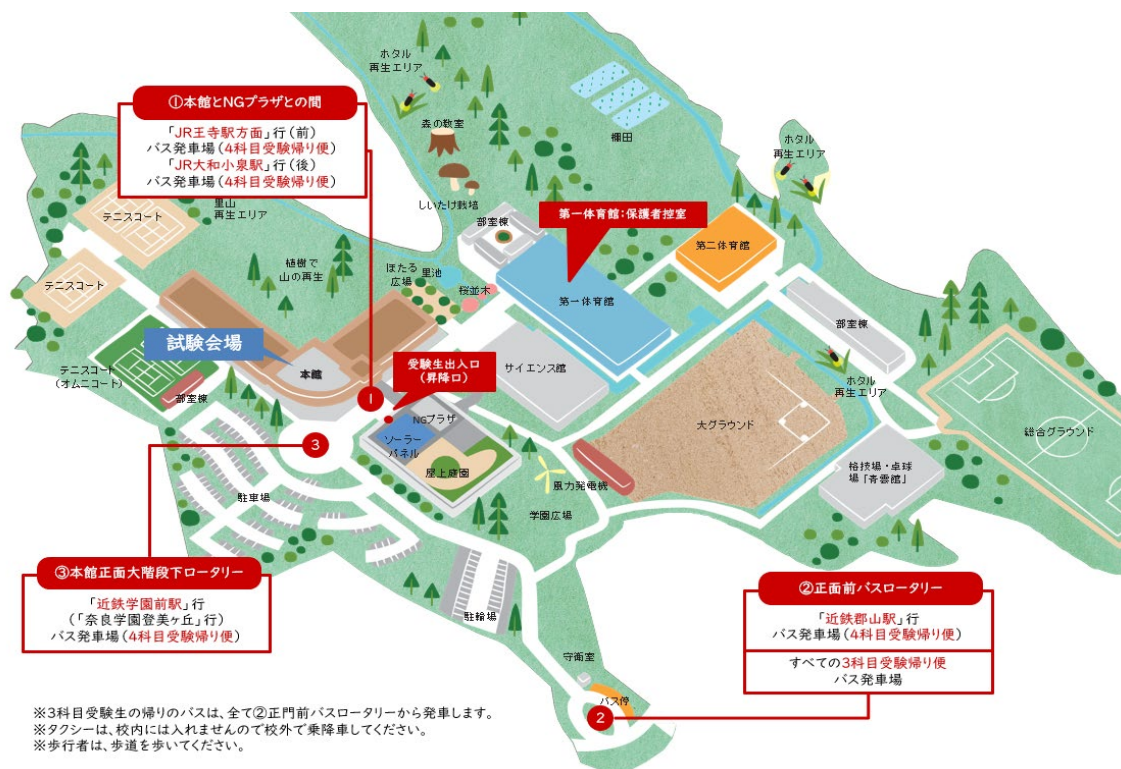 ホタル
再生エリア
①本館とNGプラザとの間
「JR王寺駅方面」行(前)
バス発車場(4科目受験帰り便)
「JR大和小泉駅」行(後)
バス発車場(4科目受験帰り便)
棚田
森の教室
ホタル
再生エリア
しいたけ栽培
里山
再生エリア
テニスコート
部室棟
第一体育館:保護者控室
第二体育館
植樹で
山の再生
ほたる
広場
里池
桜並木
テニスコート
第一体育館
部室棟
試験会場
本館
受験生出入口
(昇降口)
サイエンス館
テニスコート
(オムニコート)
部室棟
ホタル
再生エリア
1
NGプラザ
大グラウンド
総合グラウンド
3
ソーラー
パネル
屋上庭園
格技場・卓球
場「青雲館」
風力発電機
駐車場
学園広場
③本館正面大階段下ロータリー
「近鉄学園前駅」行
(「奈良学園登美ヶ丘」行)
バス発車場(4科目受験帰り便)
②正面前バスロータリー
「近鉄郡山駅」行
バス発車場(4科目受験帰り便)
すべての3科目受験帰り便
バス発車場
駐輪場
守衛室
バス停
2
※3科目受験生の帰りのバスは、全て②正門前バスロータリーから発車します。
※タクシーは、校内には入れませんので校外で乗降車してください。
※歩行者は、歩道を歩いてください。